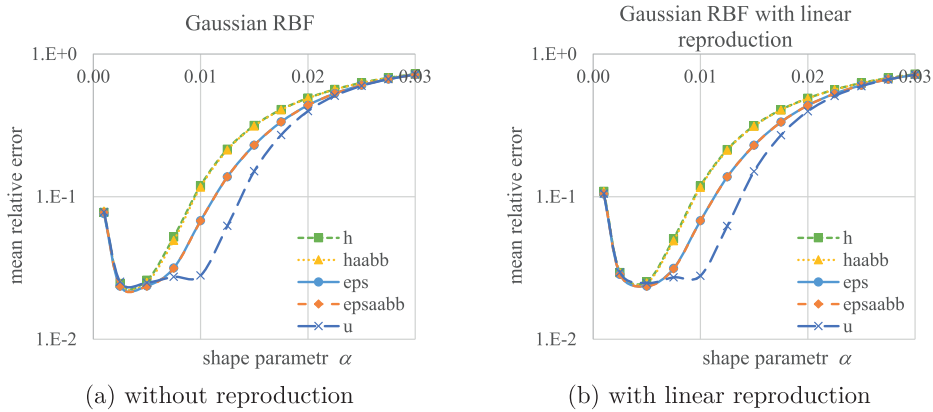 Gaussian RBF
1.E+0
0.00
0.01
0.02
0.03
1.E-1
1.E-2
mean relative error
h
haabb
eps
epsaabb
u
shape parametr α
(a) without reproduction
Gaussian RBF with linear
reproduction
1.E+0
0.00
0.01
0.02
0.03
1.E-1
1.E-2
mean relative error
h
haabb
eps
epsaabb
u
shape parametr α
(b) with linear reproduction